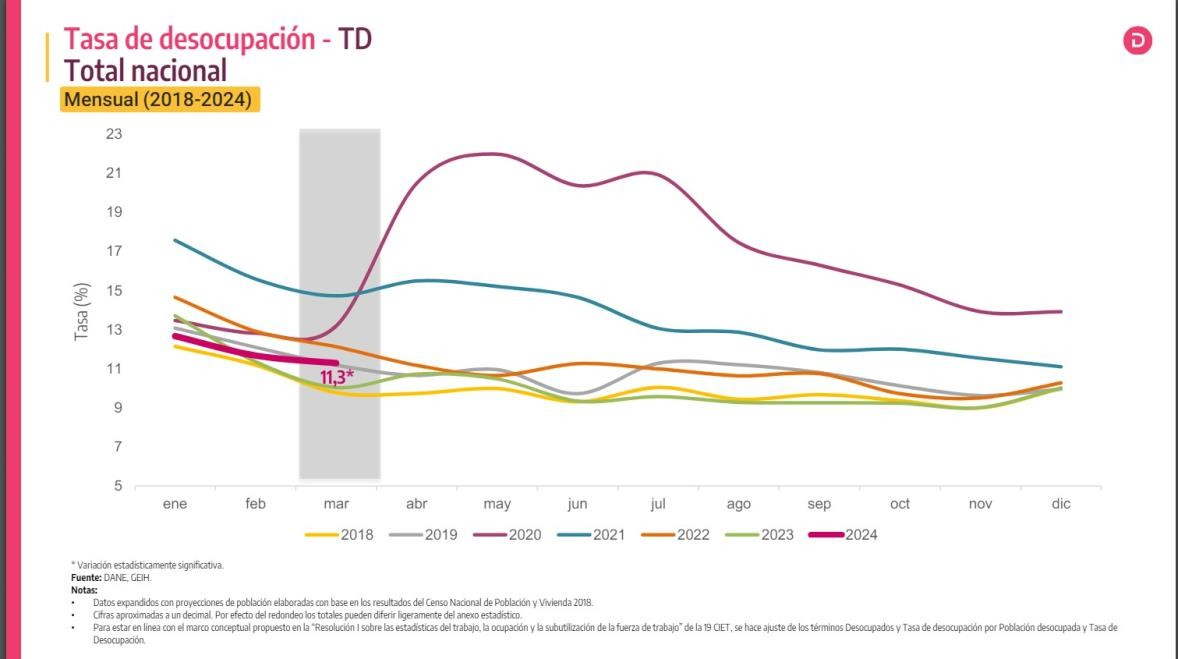 Tasa de desocupación - TD
Total nacional
Mensual (2018-2024)
D
23
21
19
17
15
13
11
9
7
5
Tasa (%)
11,3*
ene feb mar abr may jun jul ago sep oct nov dic
2018 2019 2020 2021 2022 2023 2024
* Variación estadísticamente significativa.
Fuente: DANE, GEIH.
Notas:
• Datos expandidos con proyecciones de población elaboradas con base en los resultados del Censo Nacional de Población y Vivienda 2018.
• Cifras aproximadas a un decimal. Por efecto del redondeo los totales pueden diferir ligeramente del anexo estadístico.
• Para estar en línea con el marco conceptual propuesto en la "Resolución I sobre las estadísticas del trabajo, la ocupación y la subutilización de la fuerza de trabajo" de la 19 CIET, se hace ajuste de los términos Desocupados y Tasa de desocupación por Población desocupada y Tasa de
Desocupación.